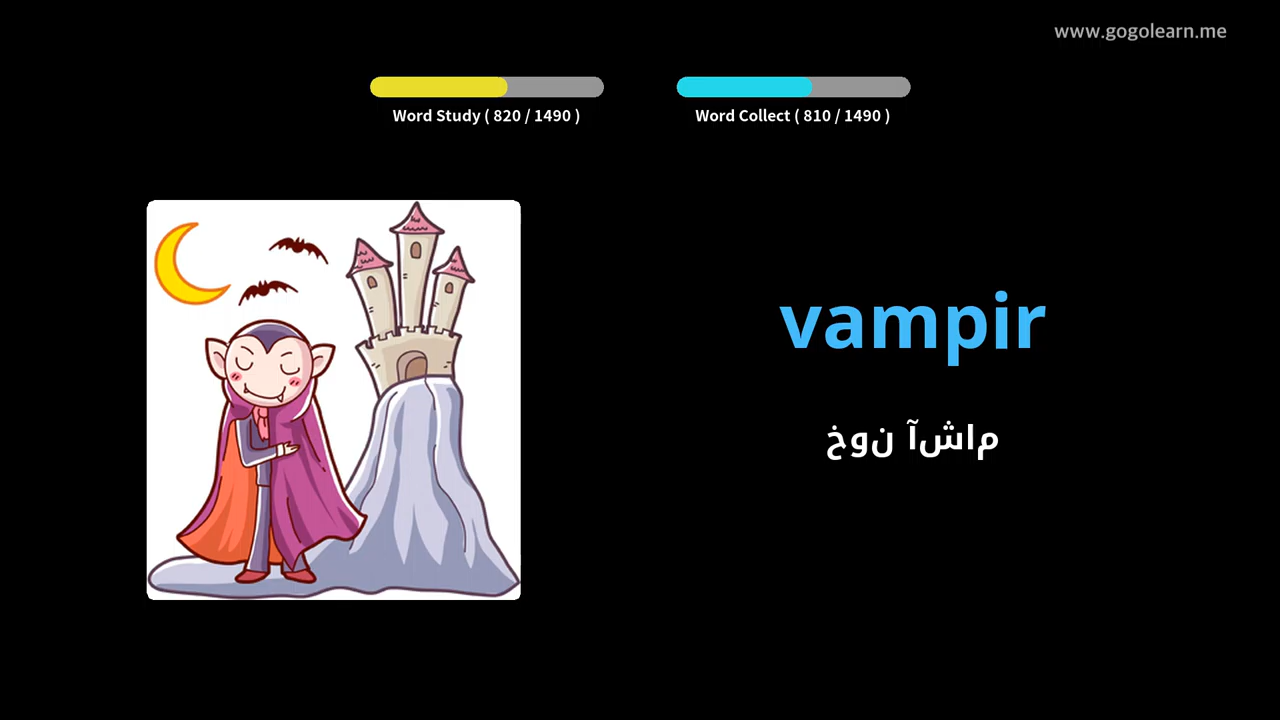 www.gogolearn.me
Word Study ( 820 / 1490 )
Word Collect ( 810 / 1490 )
vampir
ماشآ نوخ